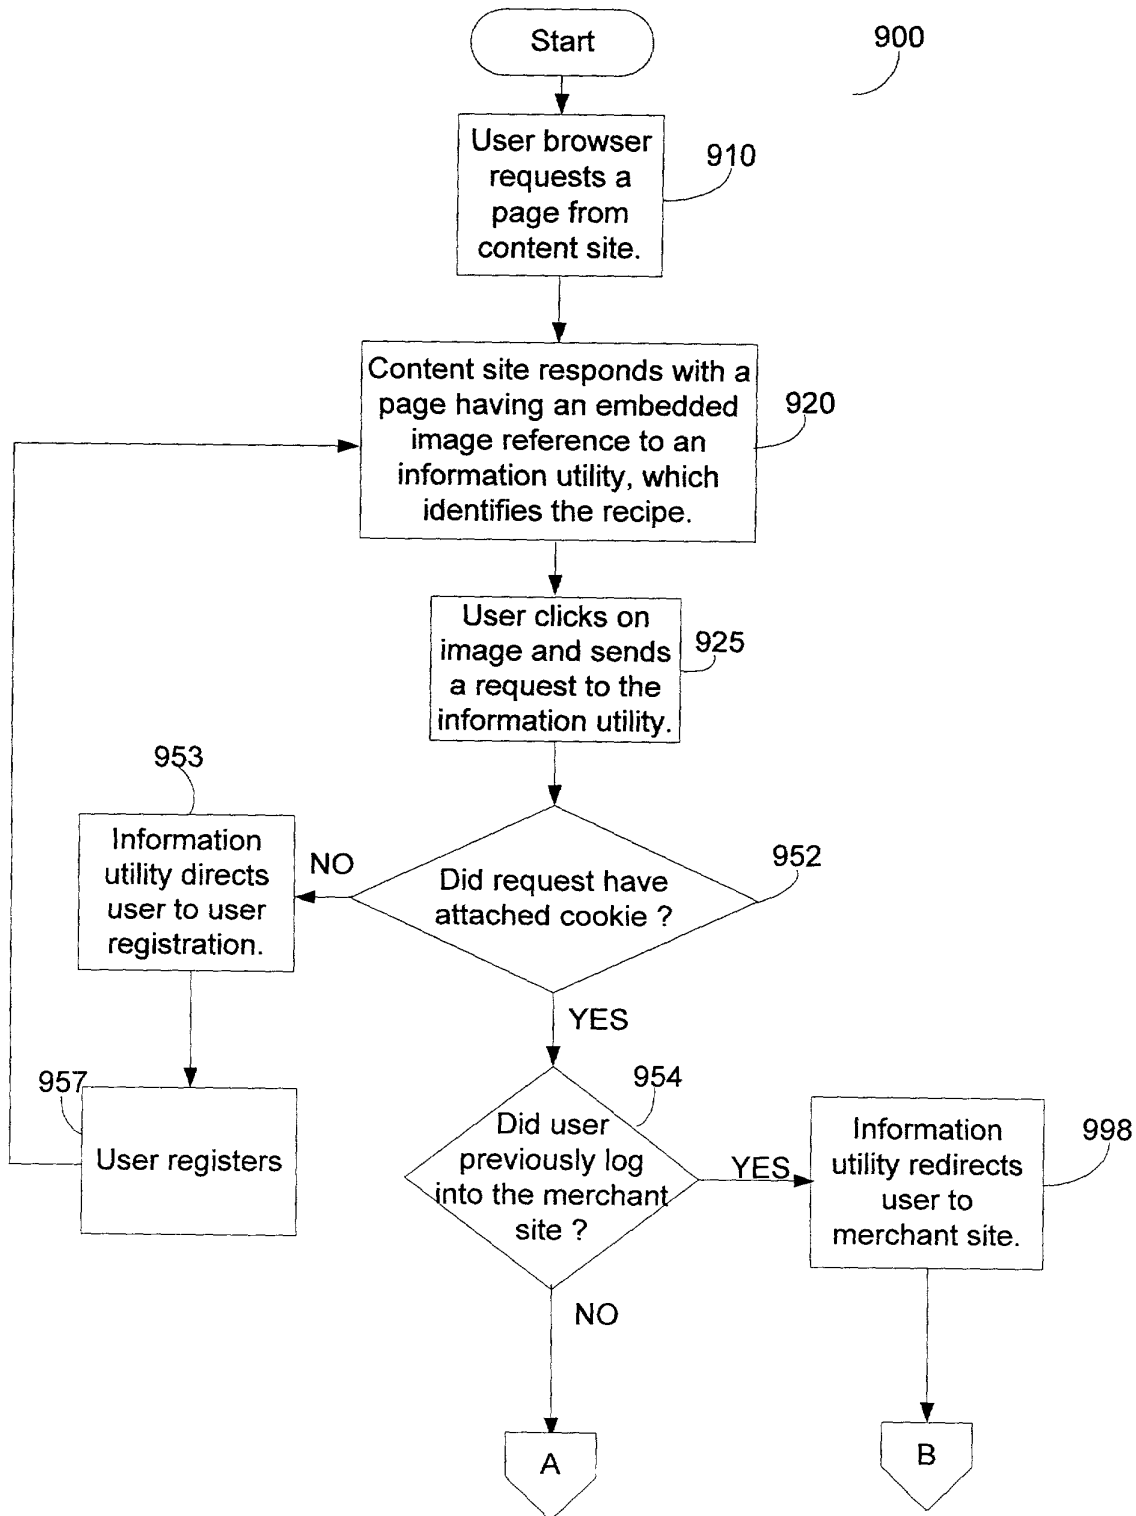 Start
900
User browser
requests a
page from
content site.
910
Content site responds with a
page having an embedded
image reference to an
information utility, which
identifies the recipe.
920
User clicks on
image and sends
a request to the
information utility.
925
953
Information
utility directs
user to user
registration.
NO
Did request have
attached cookie ?
952
YES
957
User registers
954
Did user
previously log
into the merchant
site ?
YES
Information
utility redirects
user to
merchant site.
998
NO
A
B